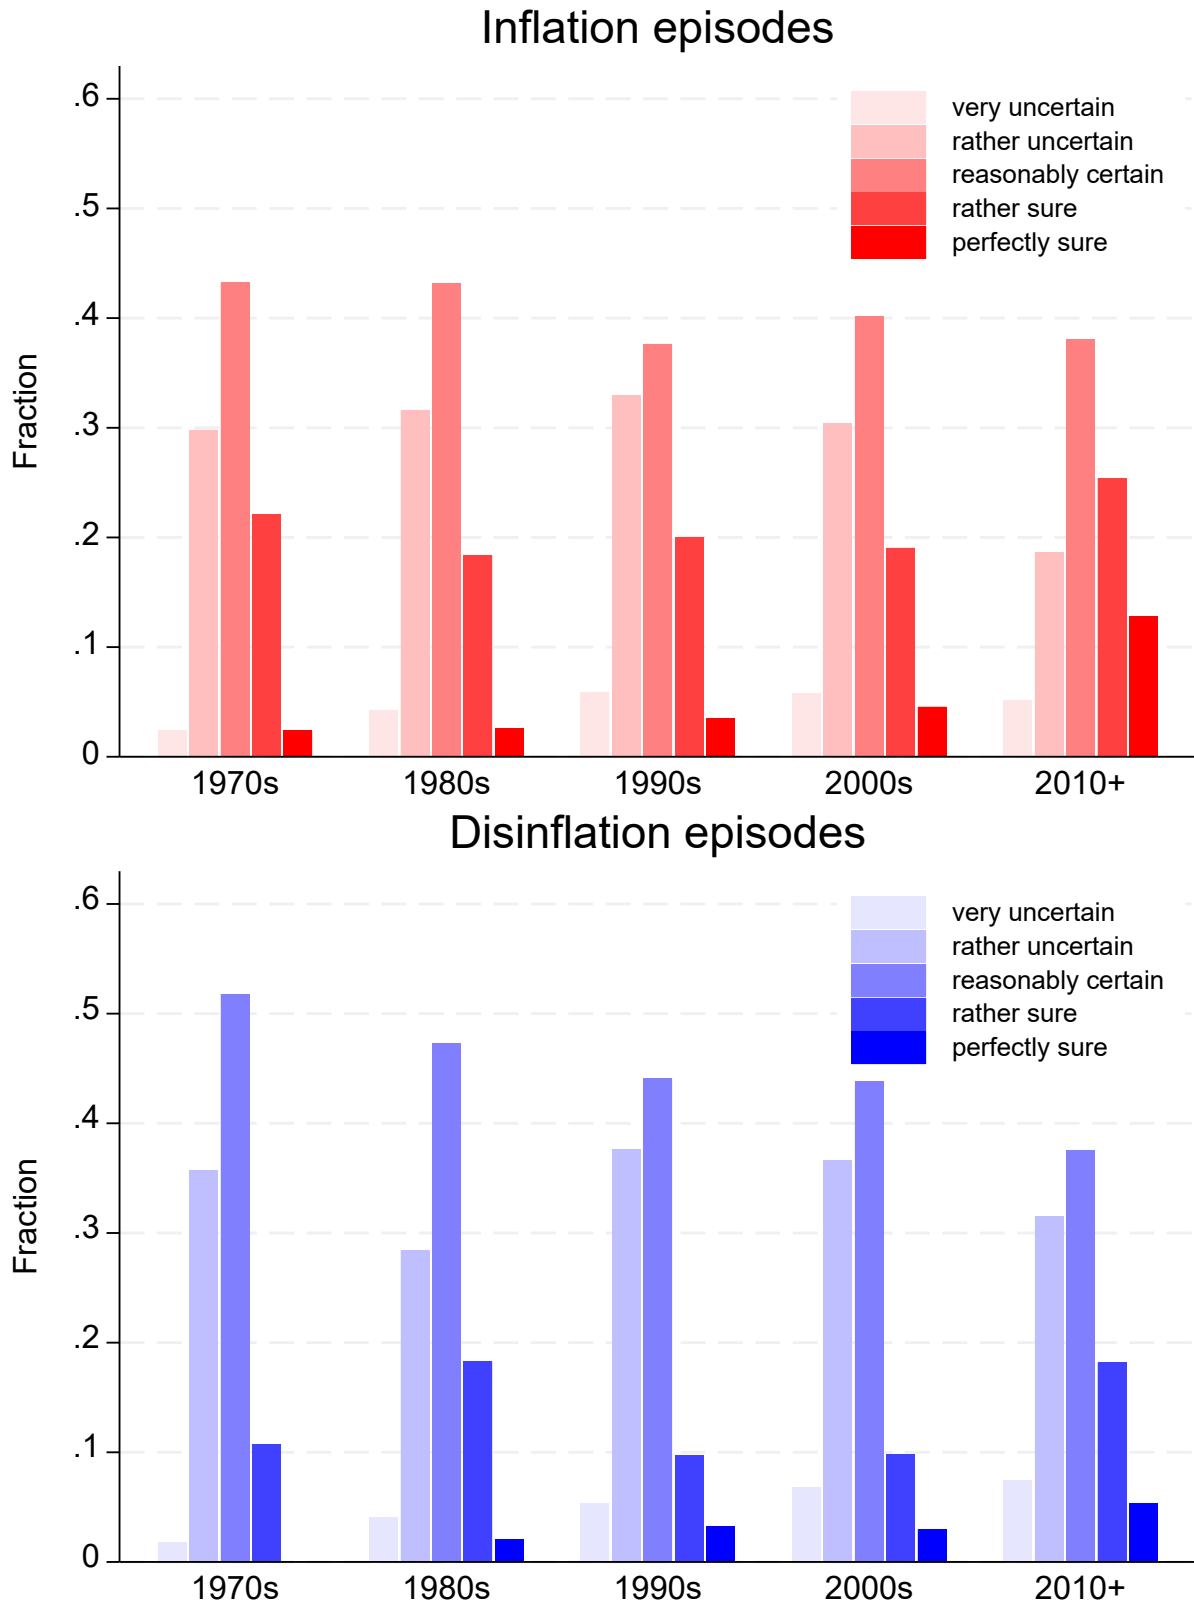 Inflation episodes
.6
.5
.4
.3
.2
.1
0
Fraction
very uncertain
rather uncertain
reasonably certain
rather sure
perfectly sure
1970s 1980s 1990s 2000s 2010+
Disinflation episodes
.6
.5
.4
.3
.2
.1
0
Fraction
very uncertain
rather uncertain
reasonably certain
rather sure
perfectly sure
1970s 1980s 1990s 2000s 2010+